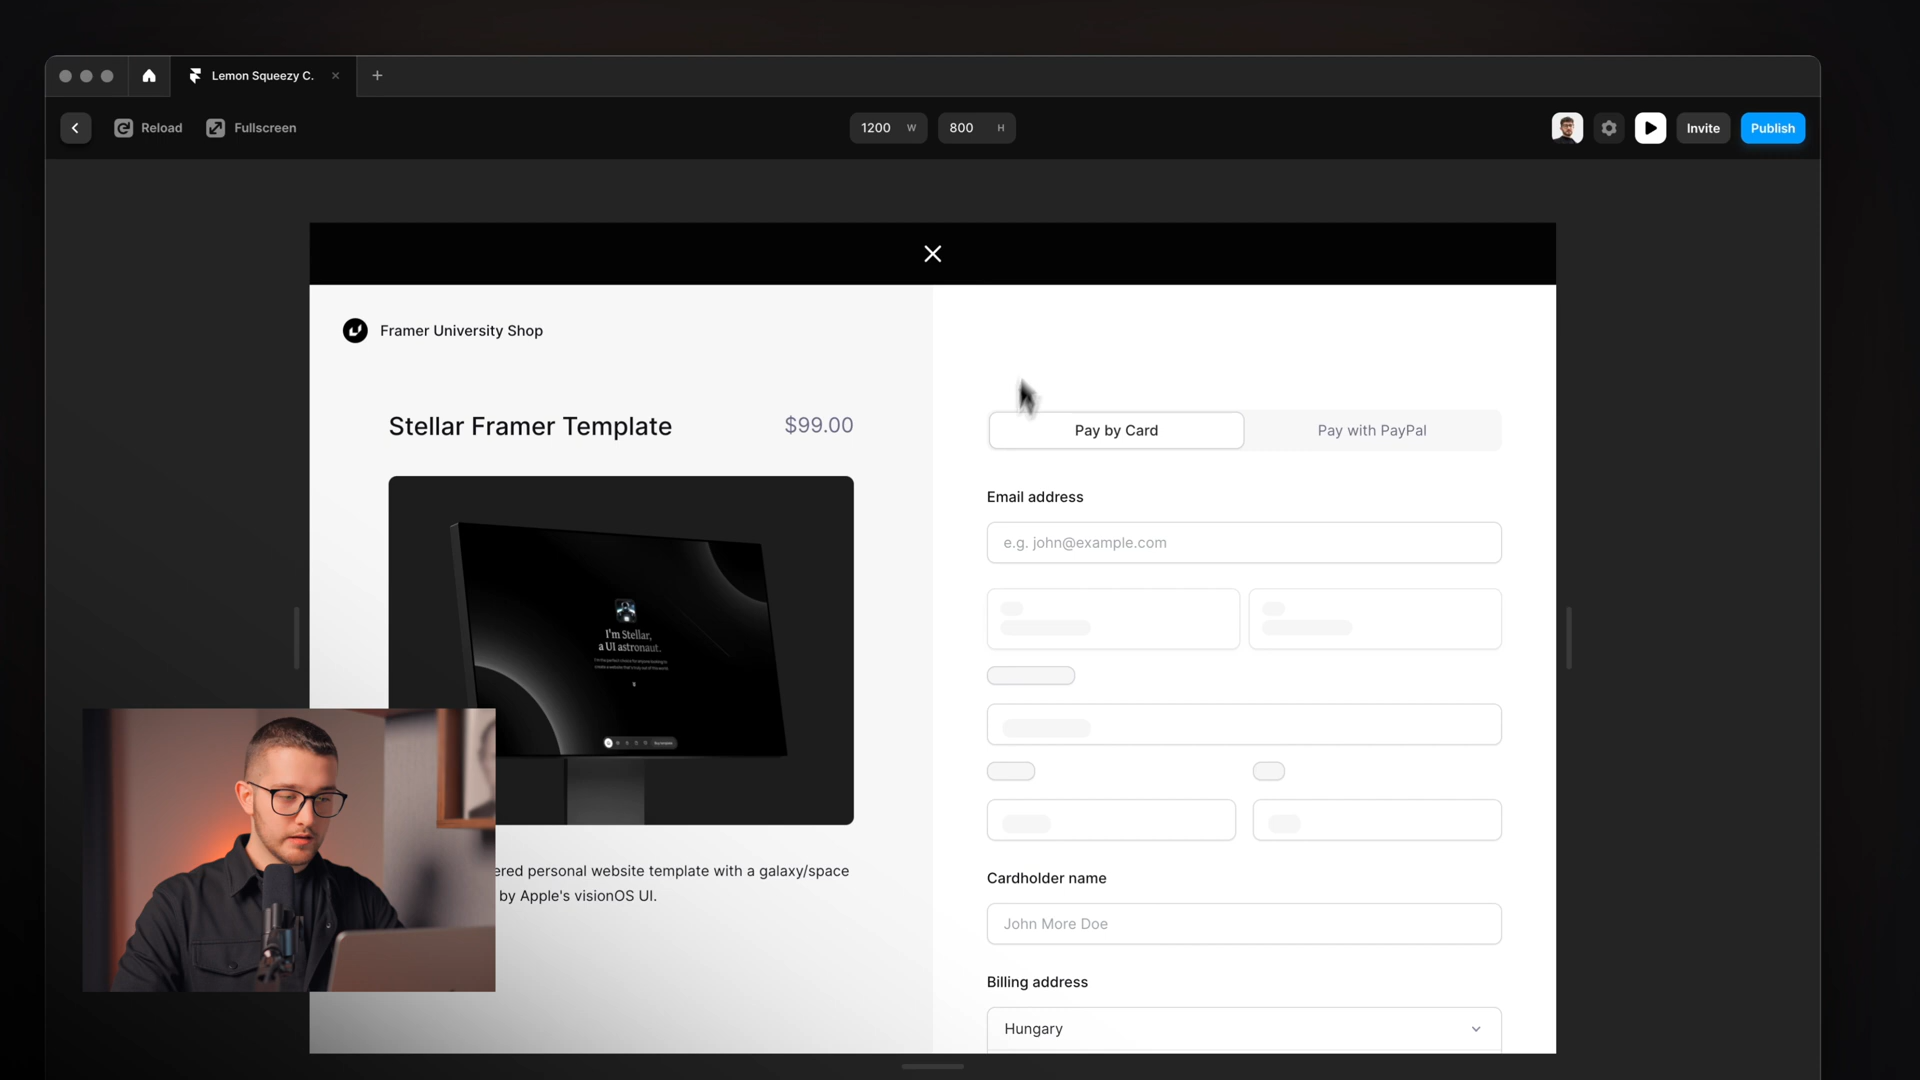 Lemon Squeezy C.
Reload
Fullscreen
1200 W
800 H
Invite
Publish
Framer University Shop
Stellar Framer Template
$99.00
I'm Stellar,
a UI astronaut.
ered personal website template with a galaxy/space
by Apple's visionOS UI.
Pay by Card
Pay with PayPal
Email address
e.g. john@example.com
Cardholder name
John More Doe
Billing address
Hungary